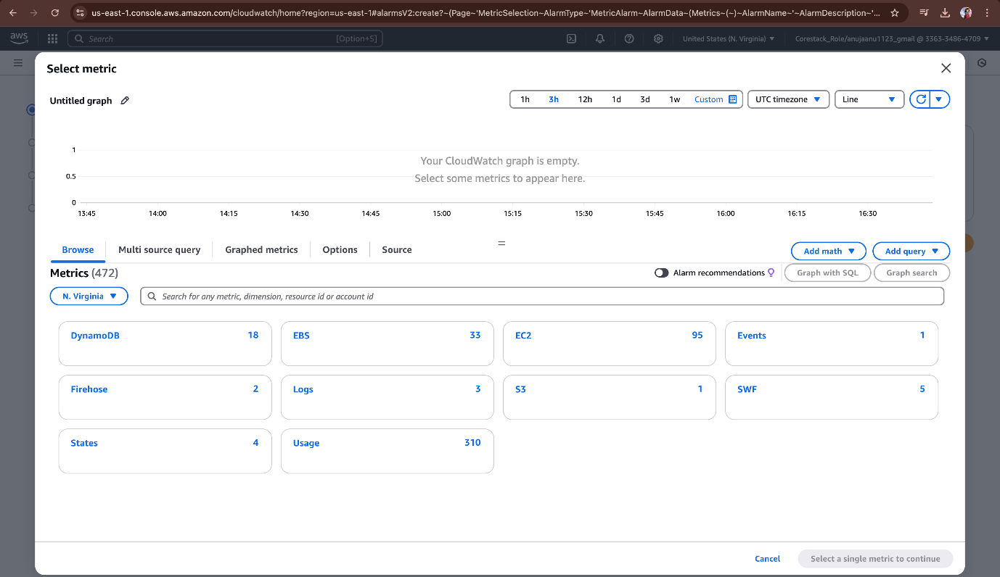 us-east-1.console.aws.amazon.com/cloudwatch/home?region=us-east-1#alarmsV2:create?~(Page~'MetricSelection~AlarmType~'MetricAlarm~AlarmData~(Metrics~(~)~AlarmName~'~AlarmDescription~'...
aws
Search
[Option+S]
United States (N. Virginia)
Corestack_Role/anujaanu1123_gmail @ 3363-3486-4709
Select metric
Untitled graph
1h 3h 12h 1d 3d 1w Custom
UTC timezone
Line
1
Your CloudWatch graph is empty.
0.5
Select some metrics to appear here.
0
13:45 14:00 14:15 14:30 14:45 15:00 15:15 15:30 15:45 16:00 16:15 16:30
Browse
Multi source query
Graphed metrics
Options
Source
Add math
Add query
Metrics (472)
Alarm recommendations
Graph with SQL
Graph search
N. Virginia
Search for any metric, dimension, resource id or account id
DynamoDB 18
EBS 33
EC2 95
Events 1
Firehose 2
Logs 3
S3 1
SWF 5
States 4
Usage 310
Cancel
Select a single metric to continue